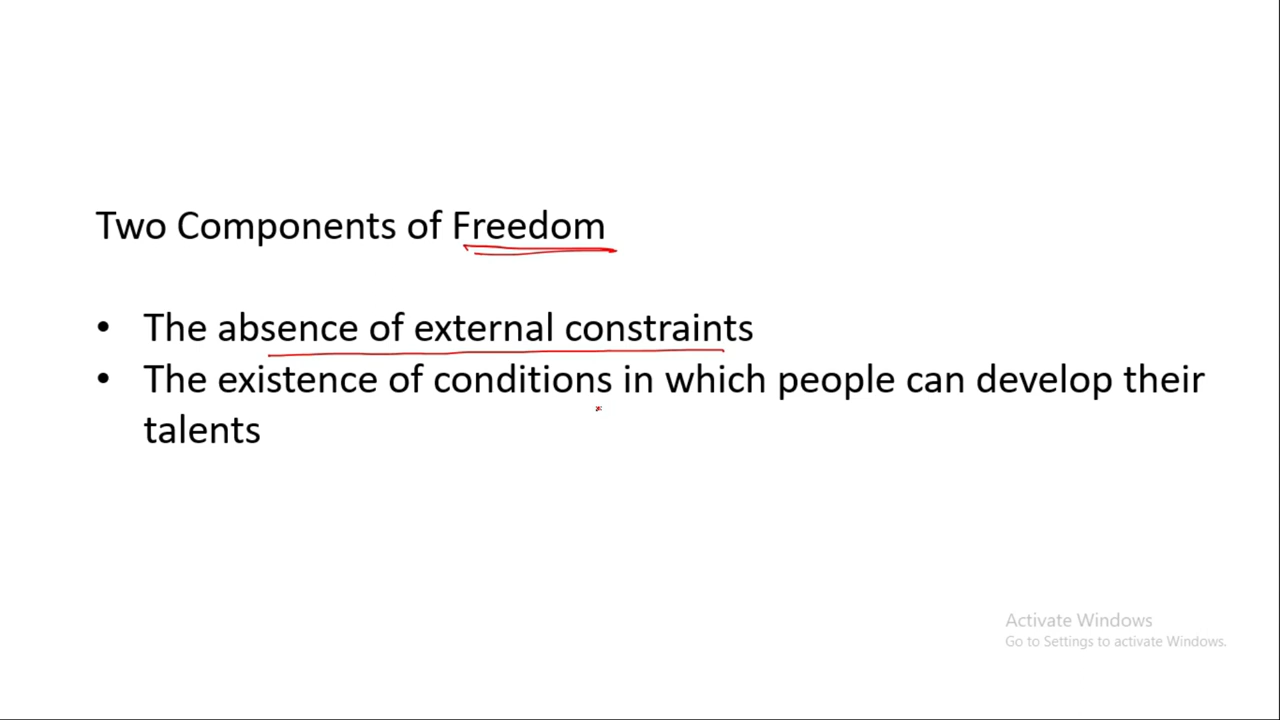 Two Components of Freedom
• The absence of external constraints
• The existence of conditions in which people can develop their
talents
Activate Windows
Go to Settings to activate Windows.